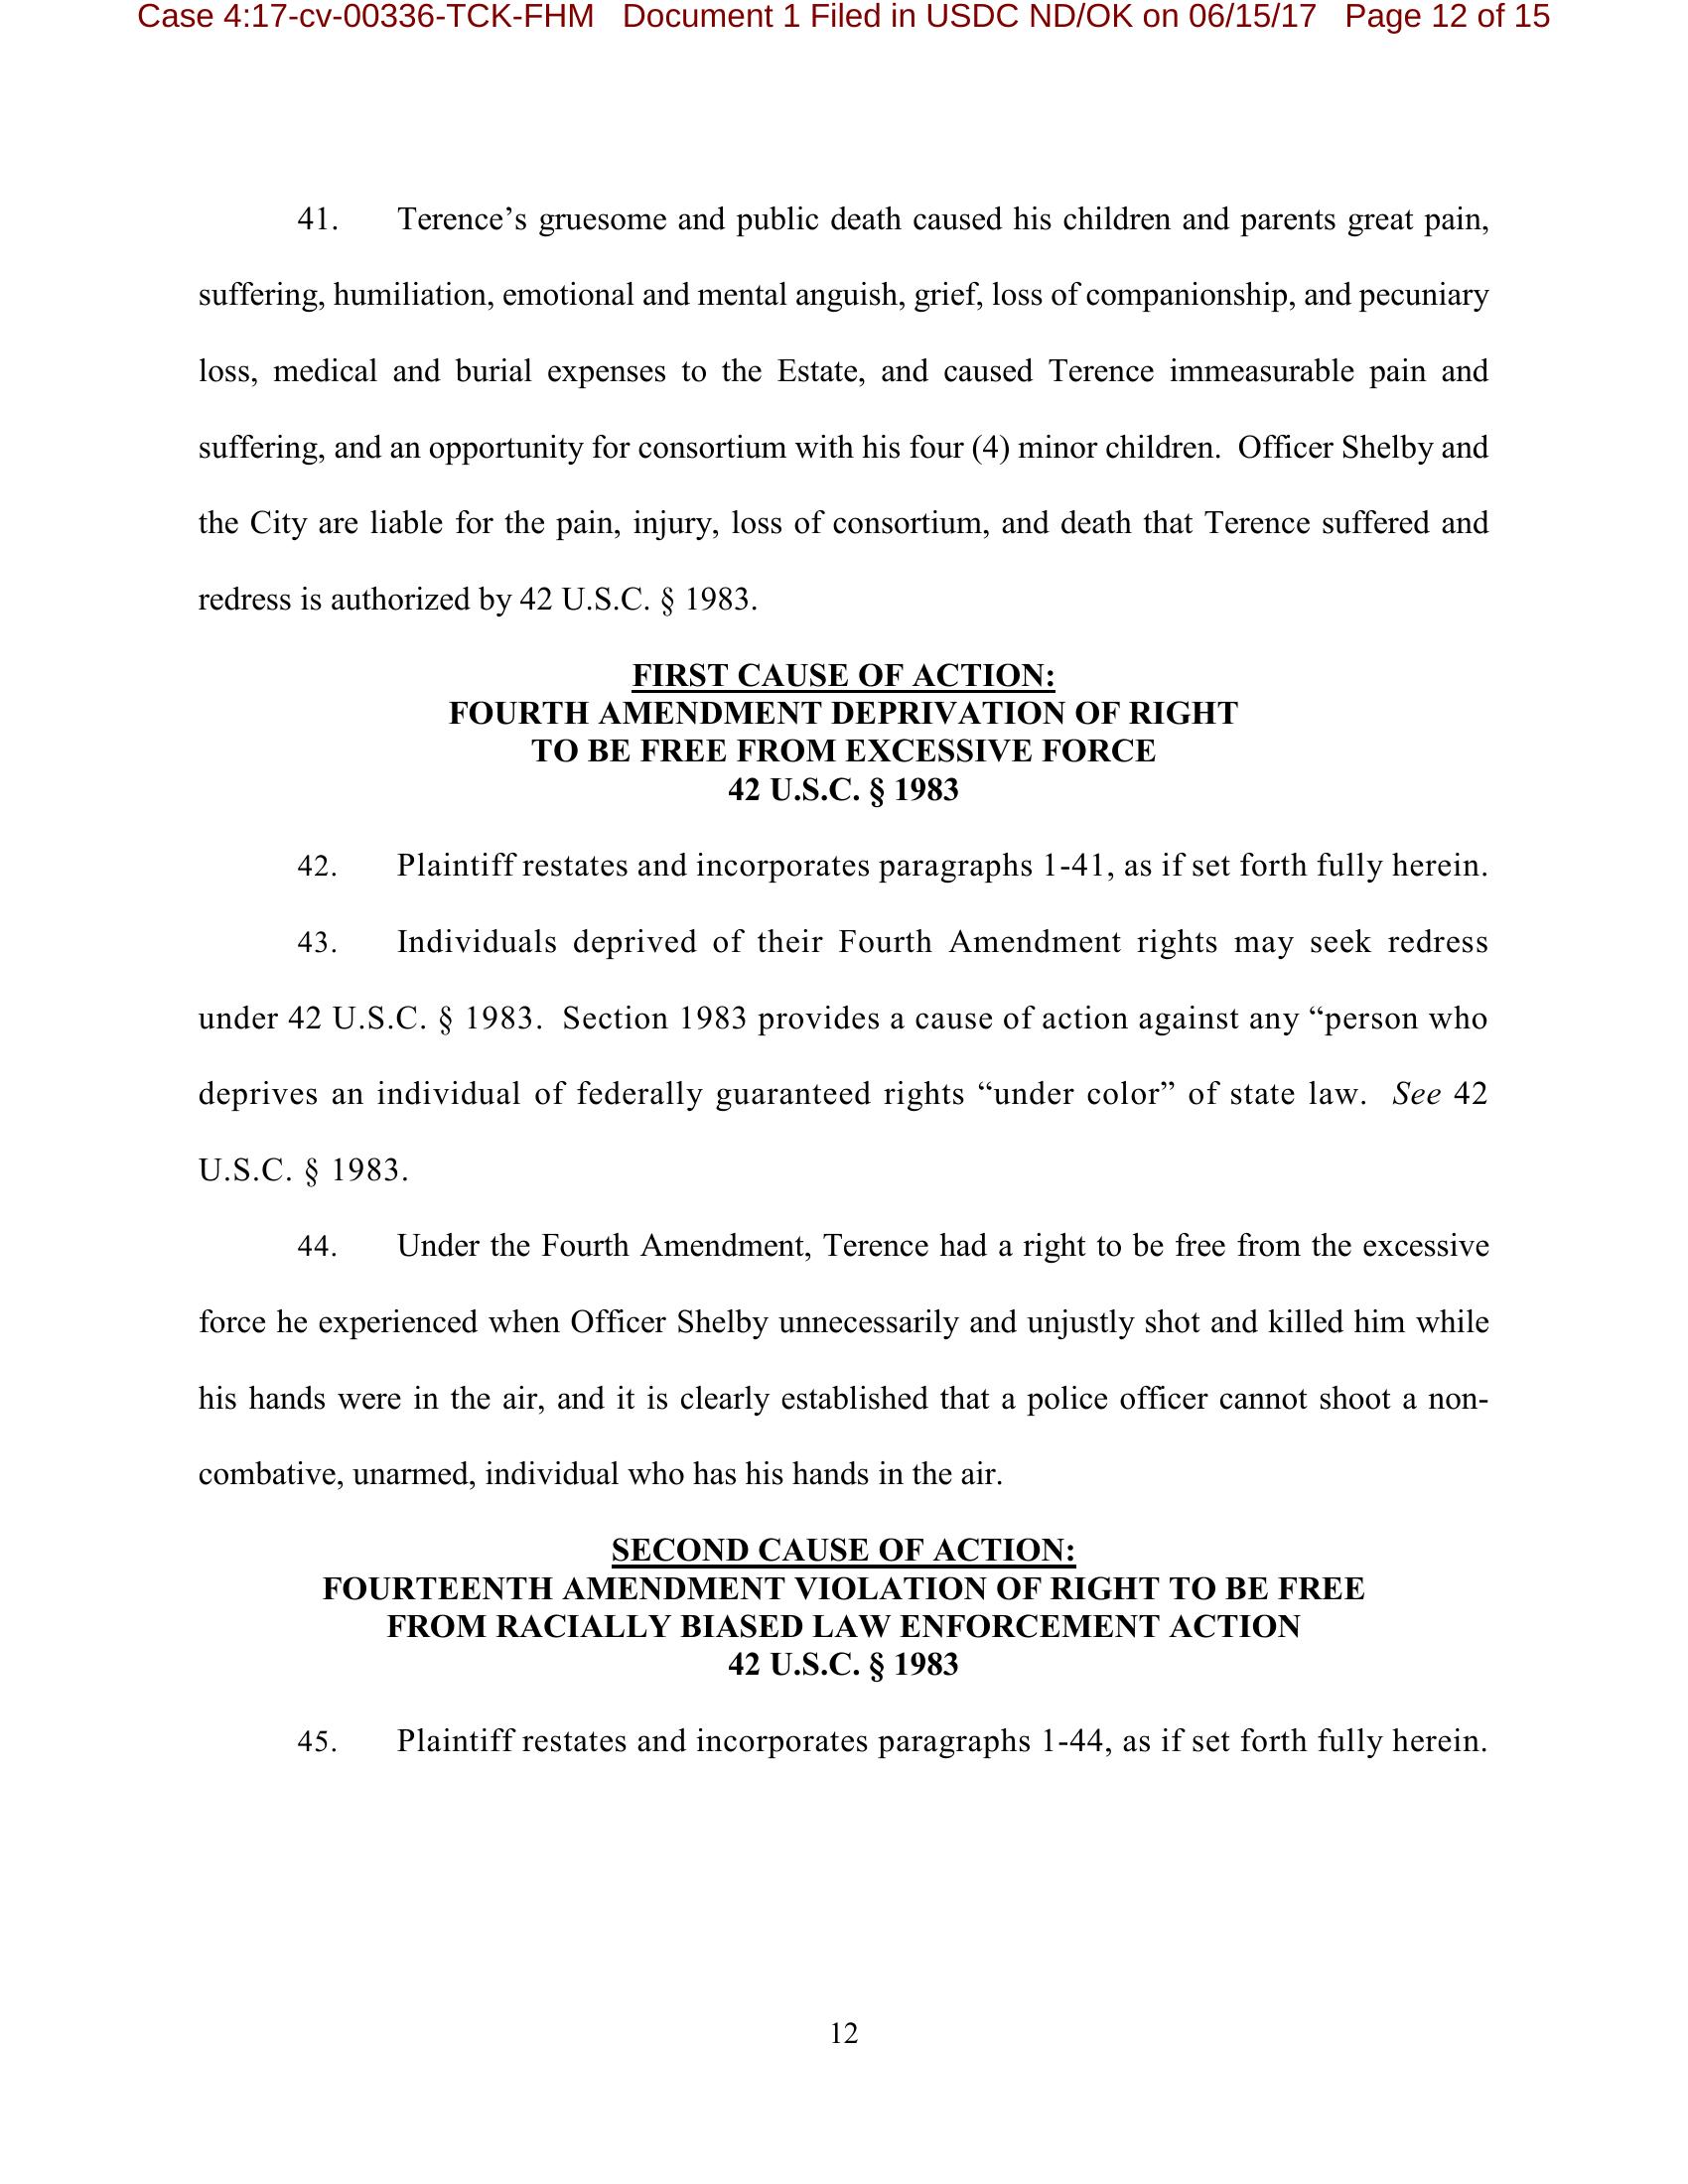 Case 4:17-cv-00336-TCK-FHM Document 1 Filed in USDC ND/OK on 06/15/17 Page 12 of 15
41. Terence’s gruesome and public death caused his children and parents great pain,
suffering, humiliation, emotional and mental anguish, grief, loss of companionship, and pecuniary
loss, medical and burial expenses to the Estate, and caused Terence immeasurable pain and
suffering, and an opportunity for consortium with his four (4) minor children. Officer Shelby and
the City are liable for the pain, injury, loss of consortium, and death that Terence suffered and
redress is authorized by 42 U.S.C. § 1983.
FIRST CAUSE OF ACTION:
FOURTH AMENDMENT DEPRIVATION OF RIGHT
TO BE FREE FROM EXCESSIVE FORCE
42 U.S.C. § 1983
42. Plaintiff restates and incorporates paragraphs 1-41, as if set forth fully herein.
43. Individuals deprived of their Fourth Amendment rights may seek redress
under 42 U.S.C. § 1983. Section 1983 provides a cause of action against any “person who
deprives an individual of federally guaranteed rights “under color” of state law. See 42
U.S.C. § 1983.
44. Under the Fourth Amendment, Terence had a right to be free from the excessive
force he experienced when Officer Shelby unnecessarily and unjustly shot and killed him while
his hands were in the air, and it is clearly established that a police officer cannot shoot a non-
combative, unarmed, individual who has his hands in the air.
SECOND CAUSE OF ACTION:
FOURTEENTH AMENDMENT VIOLATION OF RIGHT TO BE FREE
FROM RACIALLY BIASED LAW ENFORCEMENT ACTION
42 U.S.C. § 1983
45. Plaintiff restates and incorporates paragraphs 1-44, as if set forth fully herein.
12